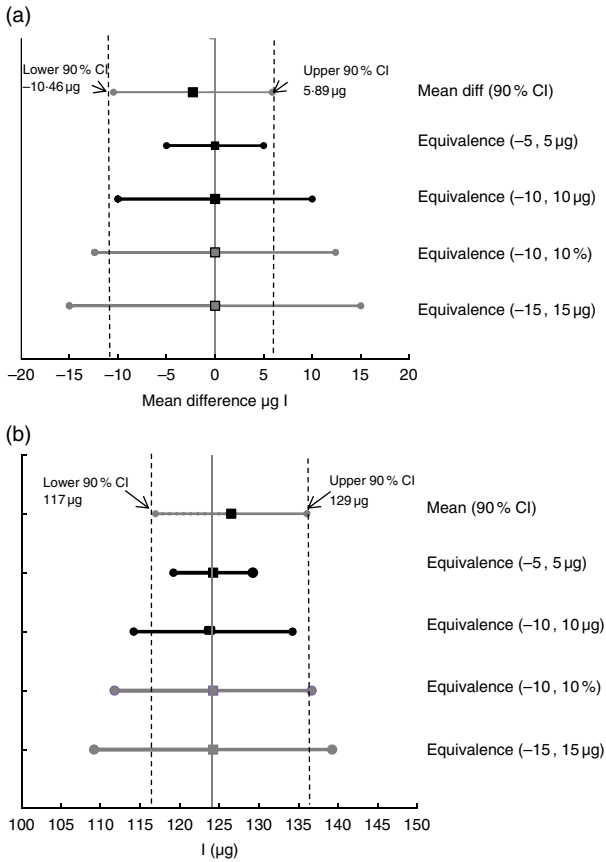 (a)
Lower 90 % CI
–10·46 µg
Upper 90 % CI
5·89 µg
Mean diff (90 % CI)
Equivalence (–5 , 5 µg)
Equivalence (–10 , 10 µg)
Equivalence (–10 , 10 %)
Equivalence (–15 , 15 µg)
–20 –15 –10 –5 0 5 10 15 20
Mean difference µg I
(b)
Lower 90 % CI
117 µg
Upper 90 % CI
129 µg
Mean (90 % CI)
Equivalence (–5 , 5 µg)
Equivalence (–10 , 10 µg)
Equivalence (–10 , 10 %)
Equivalence (–15 , 15 µg)
100 105 110 115 120 125 130 135 140 145 150
I (µg)